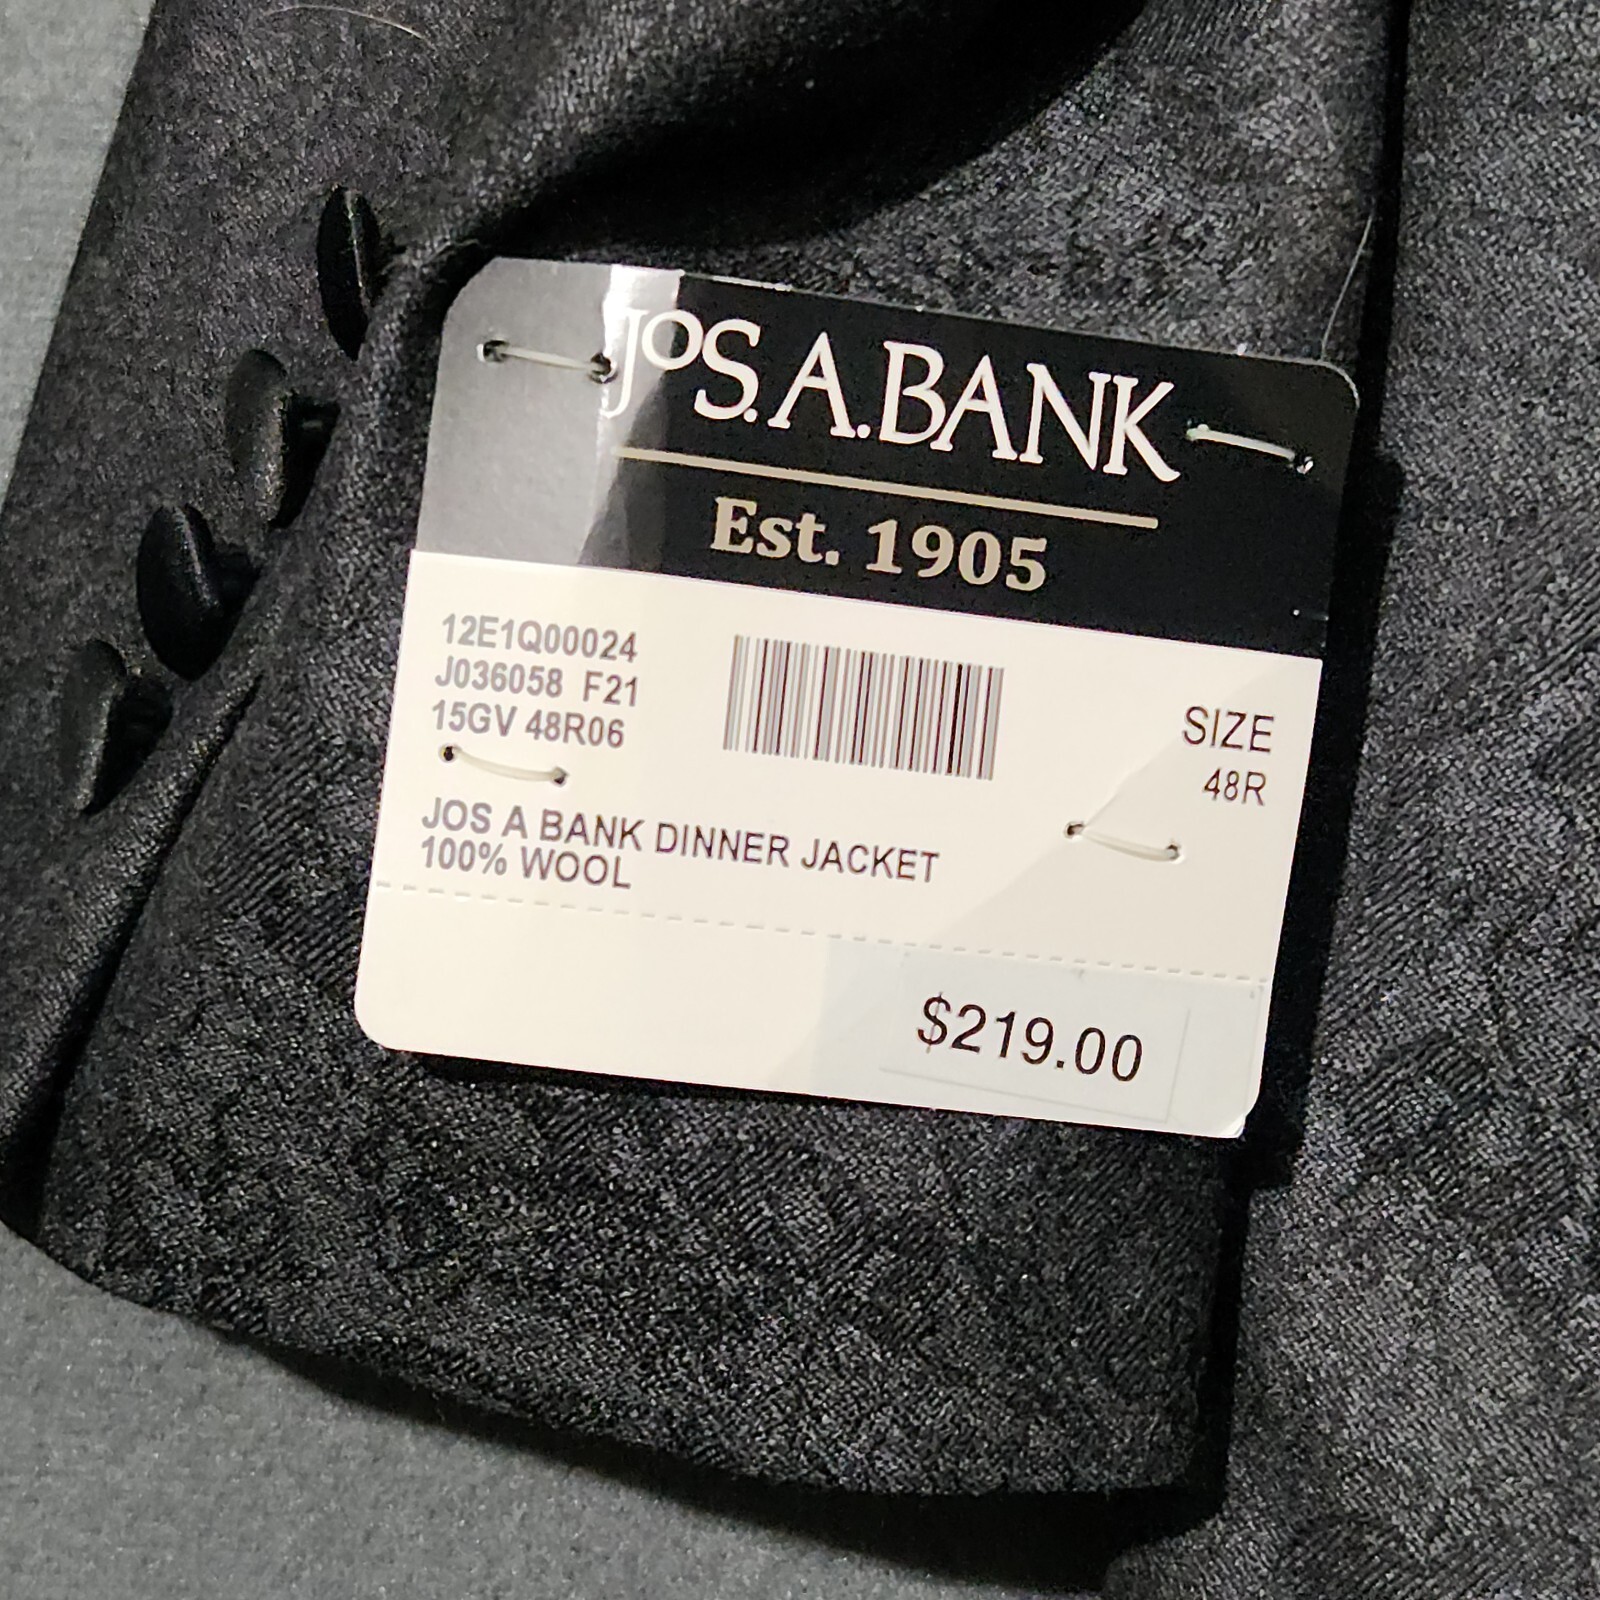 JOS. A. BANK
Est. 1905
12E1Q00024
J036058 F21
15GV 48R06
SIZE
48R
JOS A BANK DINNER JACKET
100% WOOL
$219.00